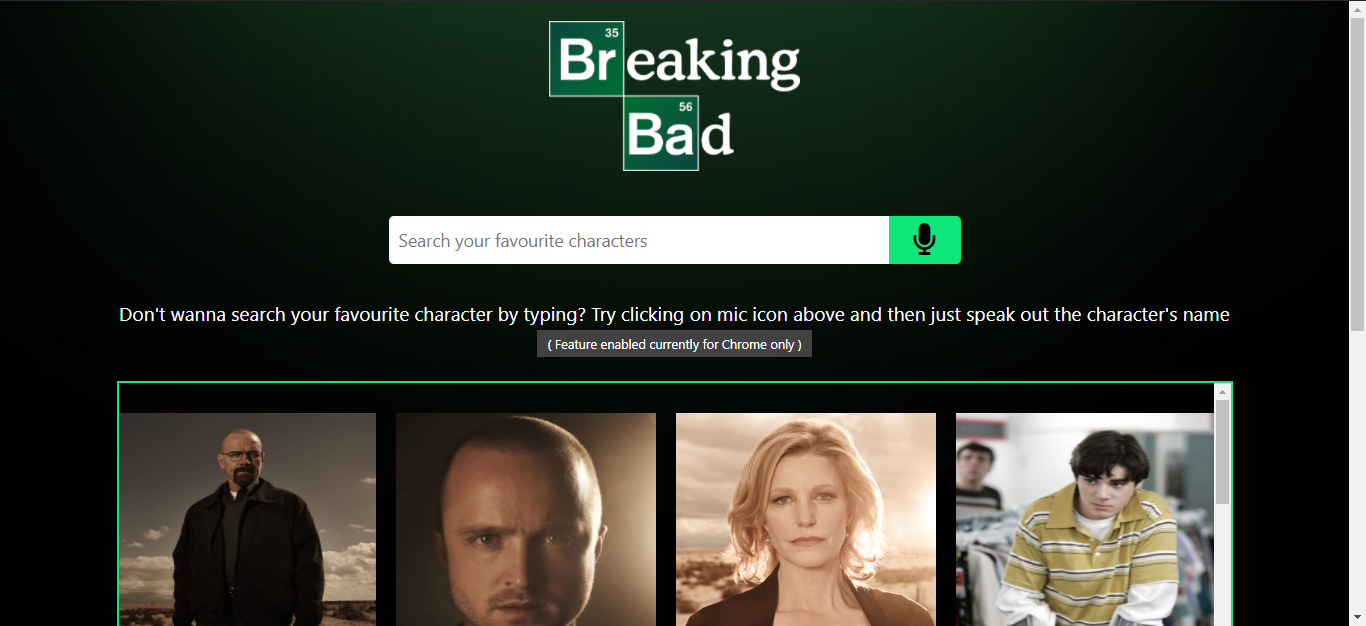 35
Breaking
56
Bad
Search your favourite characters
Don't wanna search your favourite character by typing? Try clicking on mic icon above and then just speak out the character's name
( Feature enabled currently for Chrome only )